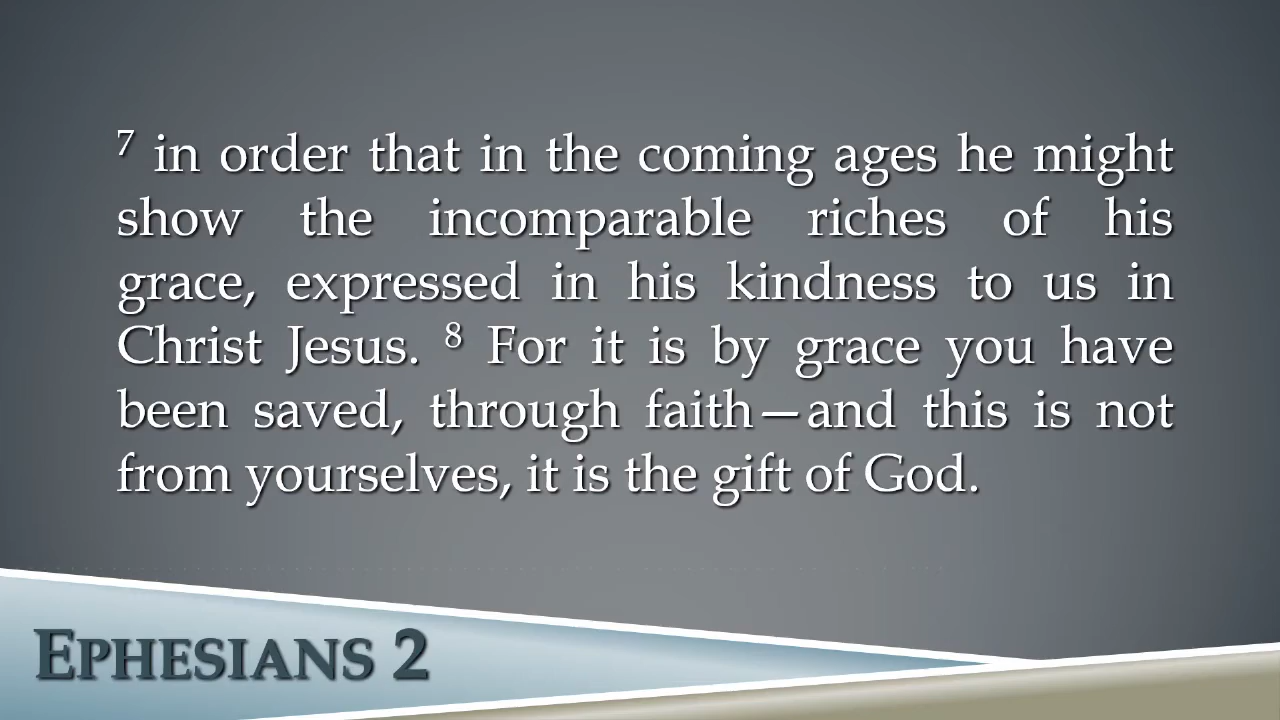 ⁷ in order that in the coming ages he might
show the incomparable riches of his
grace, expressed in his kindness to us in
Christ Jesus. ⁸ For it is by grace you have
been saved, through faith—and this is not
from yourselves, it is the gift of God.
EPHESIANS 2